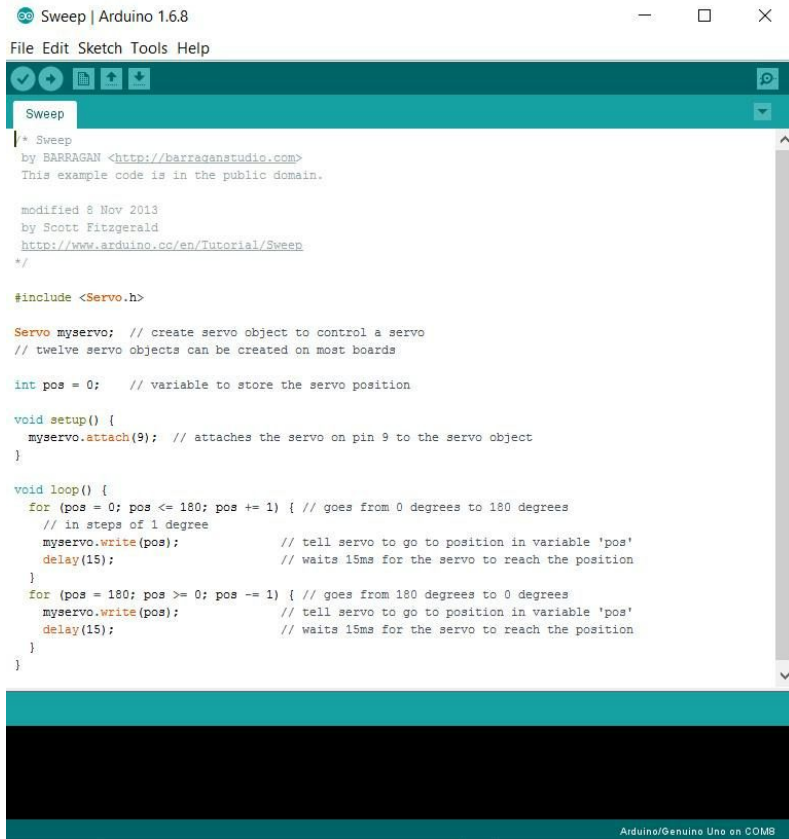 Sweep | Arduino 1.6.8
File Edit Sketch Tools Help
Sweep
/* Sweep
by BARRAGAN <http://barraganstudio.com>
This example code is in the public domain.
modified 8 Nov 2013
by Scott Fitzgerald
http://www.arduino.cc/en/Tutorial/Sweep
*/
#include <Servo.h>
Servo myservo;  // create servo object to control a servo
// twelve servo objects can be created on most boards
int pos = 0;    // variable to store the servo position
void setup() {
  myservo.attach(9);  // attaches the servo on pin 9 to the servo object
}
void loop() {
  for (pos = 0; pos <= 180; pos += 1) { // goes from 0 degrees to 180 degrees
    // in steps of 1 degree
    myservo.write(pos);              // tell servo to go to position in variable 'pos'
    delay(15);                       // waits 15ms for the servo to reach the position
  }
  for (pos = 180; pos >= 0; pos -= 1) { // goes from 180 degrees to 0 degrees
    myservo.write(pos);              // tell servo to go to position in variable 'pos'
    delay(15);                       // waits 15ms for the servo to reach the position
  }
}
Arduino/Genuino Uno on COM8